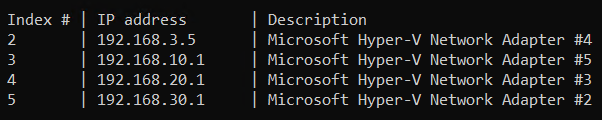 Index # | IP address | Description
2 | 192.168.3.5 | Microsoft Hyper-V Network Adapter #4
3 | 192.168.10.1 | Microsoft Hyper-V Network Adapter #5
4 | 192.168.20.1 | Microsoft Hyper-V Network Adapter #3
5 | 192.168.30.1 | Microsoft Hyper-V Network Adapter #2